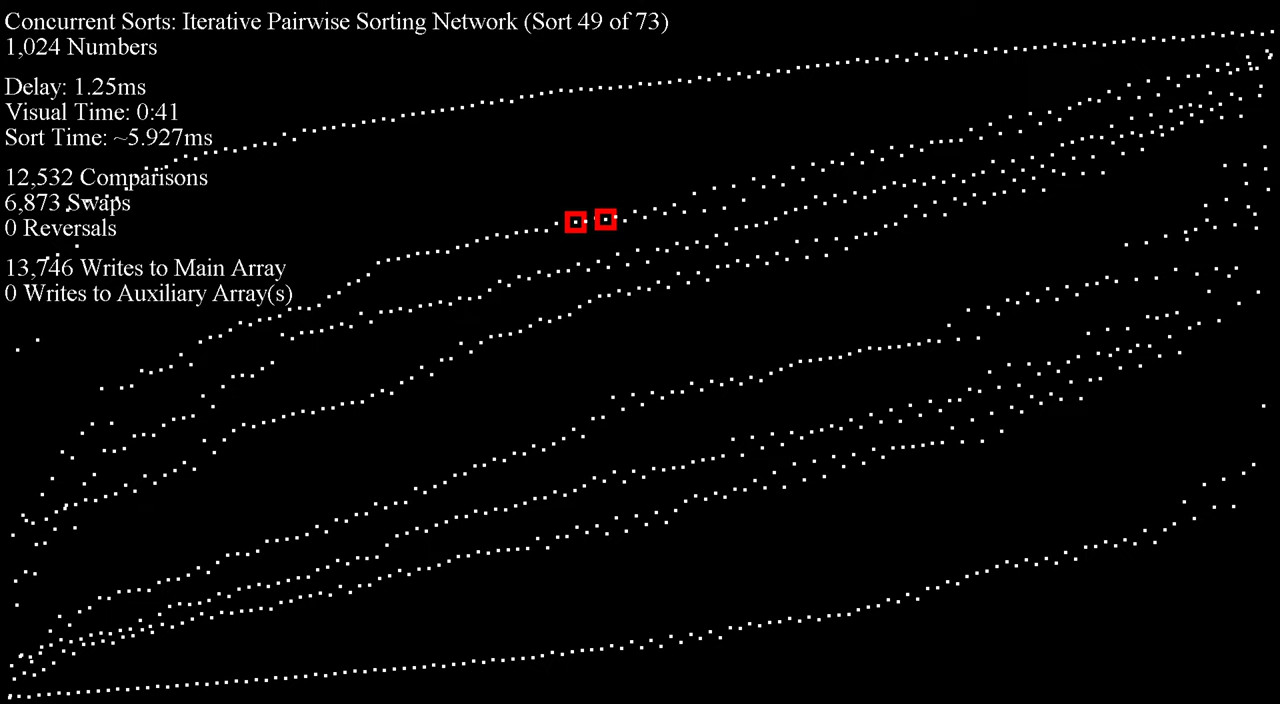 Concurrent Sorts: Iterative Pairwise Sorting Network (Sort 49 of 73)
1,024 Numbers
Delay: 1.25ms
Visual Time: 0:41
Sort Time: ~5.927ms
12,532 Comparisons
6,873 Swaps
0 Reversals
13,746 Writes to Main Array
0 Writes to Auxiliary Array(s)